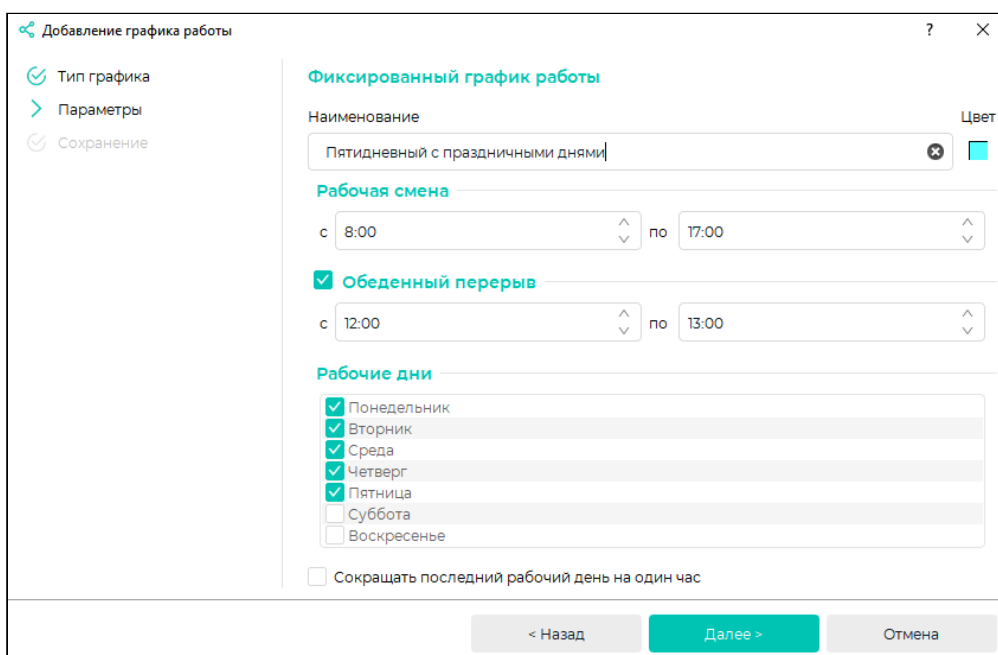 Добавление графика работы ?
Тип графика
Параметры
Сохранение
Фиксированный график работы
Наименование Цвет
Пятидневный с праздничными днями
Рабочая смена
с 8:00 по 17:00
Обеденный перерыв
с 12:00 по 13:00
Рабочие дни
Понедельник
Вторник
Среда
Четверг
Пятница
Суббота
Воскресенье
Сокращать последний рабочий день на один час
< Назад Далее > Отмена